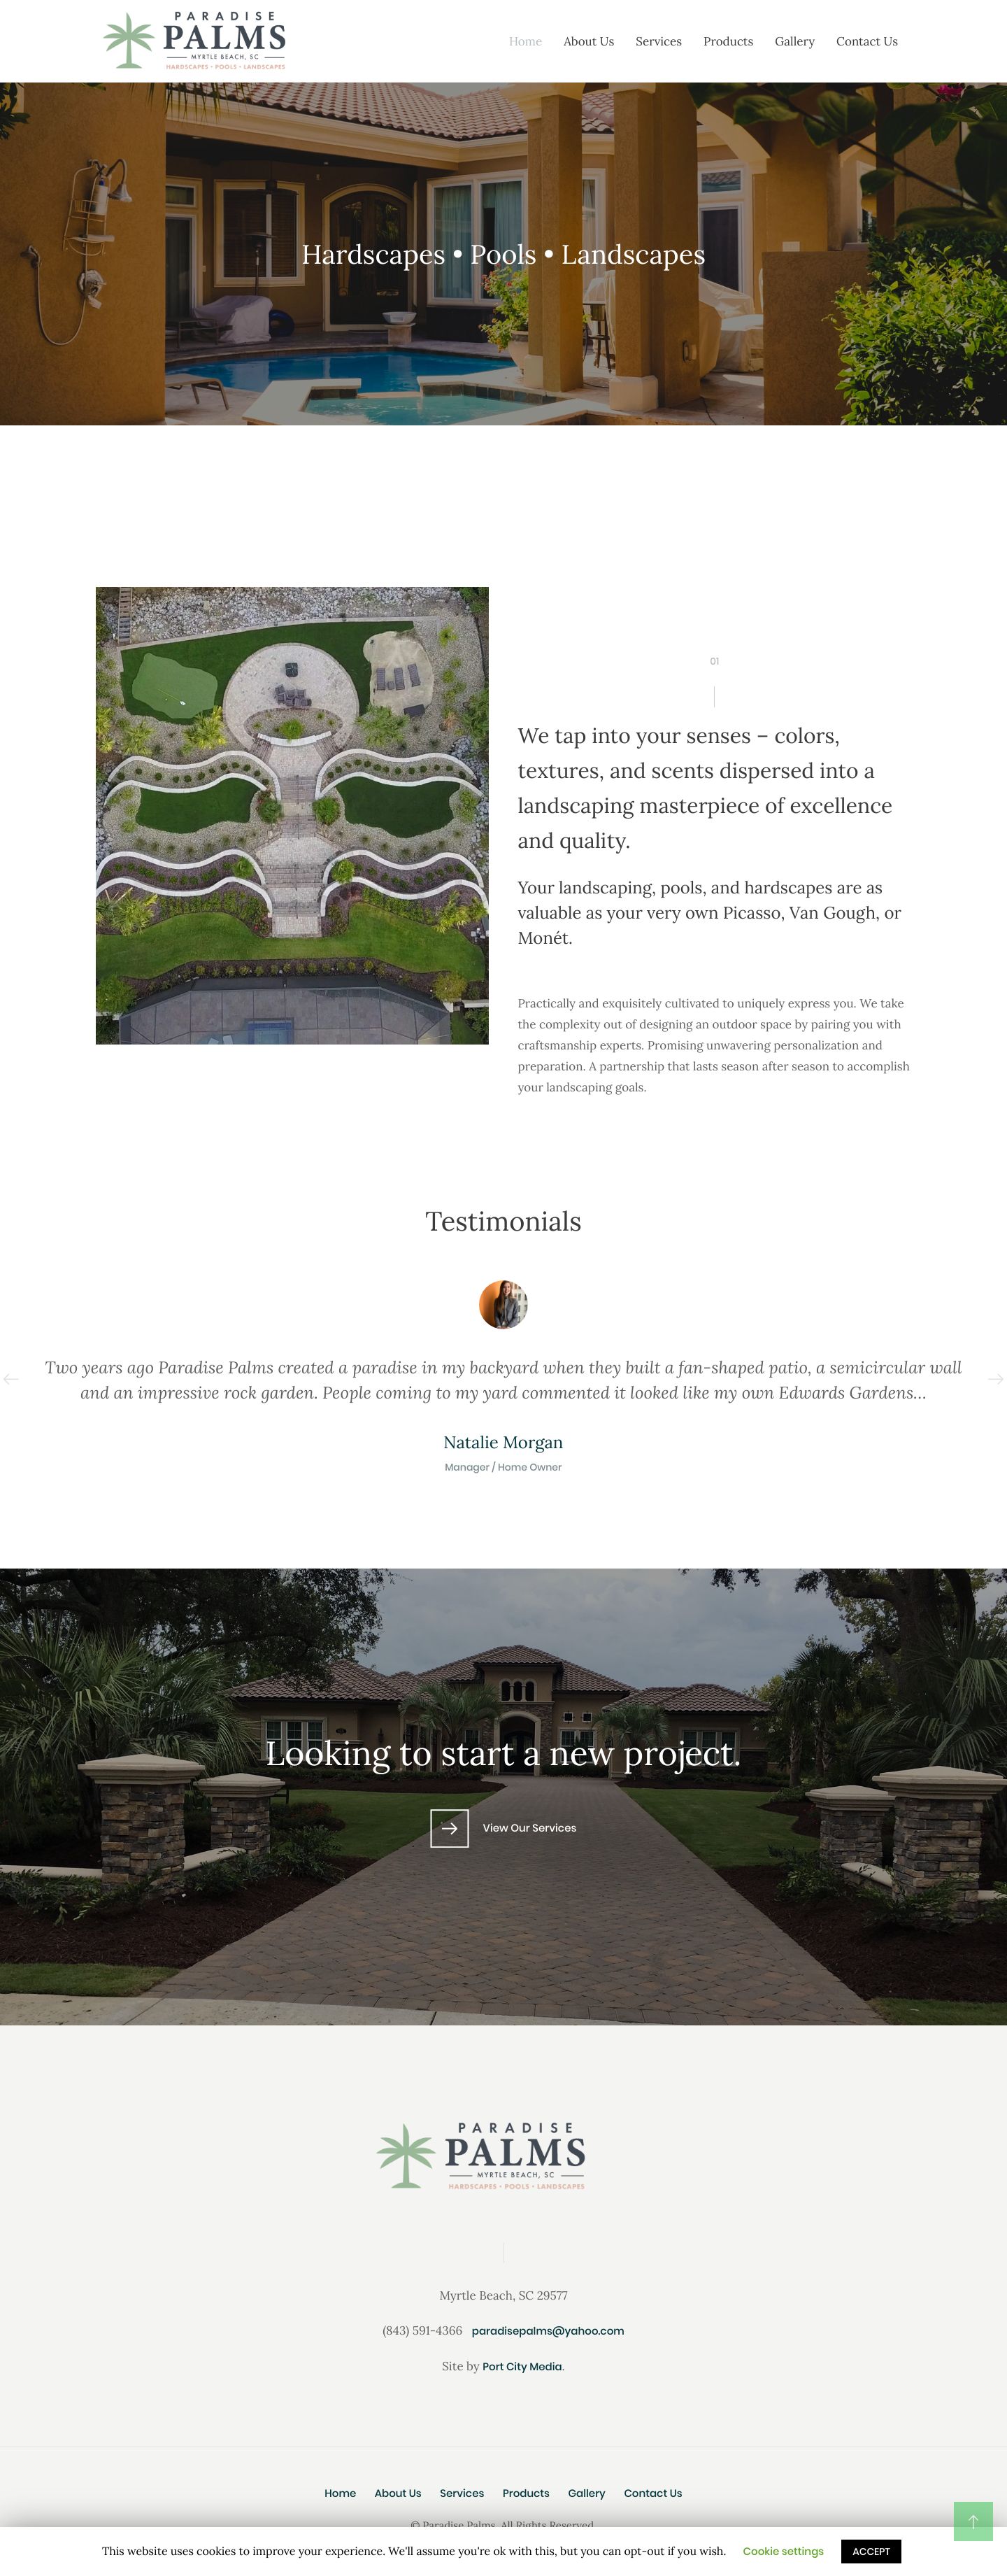 PARADISE
PALMS
MYRTLE BEACH, SC
HARDSCAPES • POOLS • LANDSCAPES
Home About Us Services Products Gallery Contact Us
Hardscapes • Pools • Landscapes
01
We tap into your senses – colors,
textures, and scents dispersed into a
landscaping masterpiece of excellence
and quality.
Your landscaping, pools, and hardscapes are as
valuable as your very own Picasso, Van Gough, or
Monét.
Practically and exquisitely cultivated to uniquely express you. We take
the complexity out of designing an outdoor space by pairing you with
craftsmanship experts. Promising unwavering personalization and
preparation. A partnership that lasts season after season to accomplish
your landscaping goals.
Testimonials
Two years ago Paradise Palms created a paradise in my backyard when they built a fan-shaped patio, a semicircular wall
and an impressive rock garden. People coming to my yard commented it looked like my own Edwards Gardens...
Natalie Morgan
Manager / Home Owner
Looking to start a new project.
View Our Services
PARADISE
PALMS
MYRTLE BEACH, SC
HARDSCAPES • POOLS • LANDSCAPES
Myrtle Beach, SC 29577
(843) 591-4366 paradisepalms@yahoo.com
Site by Port City Media.
Home About Us Services Products Gallery Contact Us
© Paradise Palms. All Rights Reserved
This website uses cookies to improve your experience. We'll assume you're ok with this, but you can opt-out if you wish. Cookie settings ACCEPT